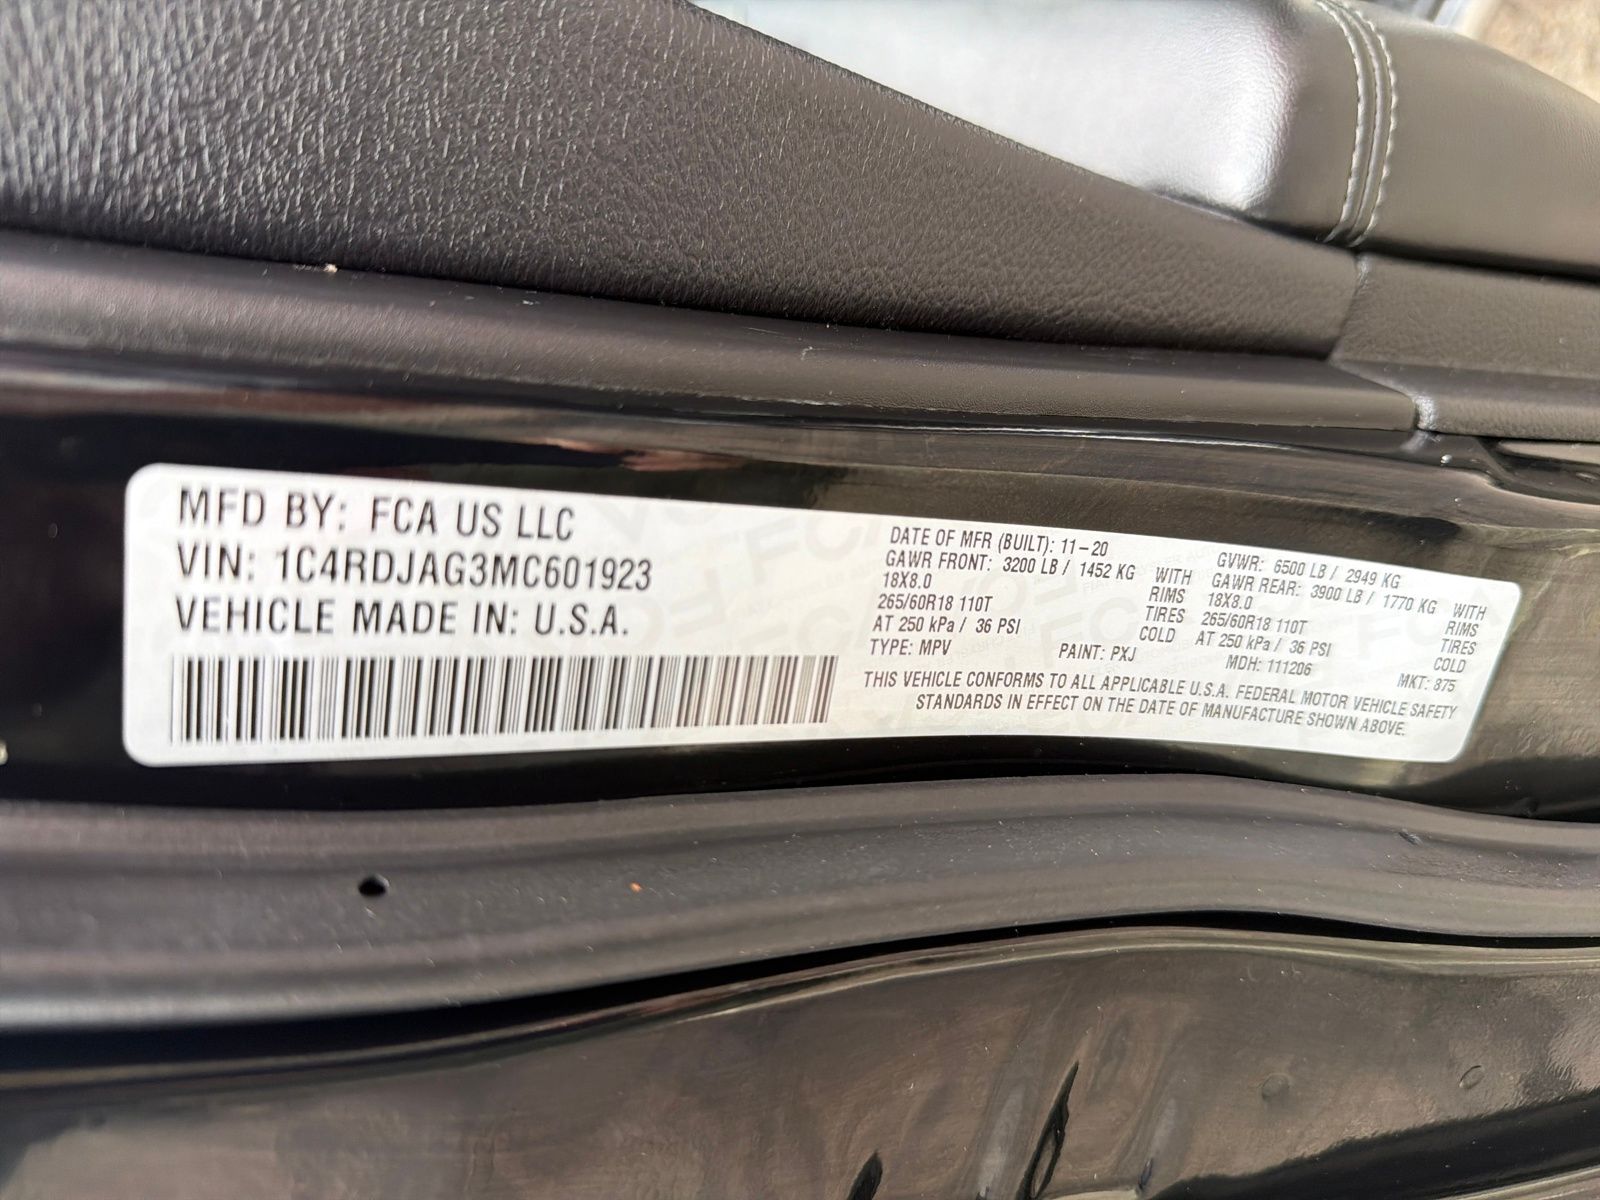 MFD BY: FCA US LLC
VIN: 1C4RDJAG3MC601923
VEHICLE MADE IN: U.S.A.
DATE OF MFR (BUILT): 11-20 GVWR: 6500 LB / 2949 KG
GAWR FRONT: 3200 LB / 1452 KG WITH GAWR REAR: 3900 LB / 1770 KG WITH
18X8.0 RIMS 18X8.0 RIMS
265/60R18 110T TIRES 265/60R18 110T TIRES
AT 250 kPa / 36 PSI COLD AT 250 kPa / 36 PSI COLD
TYPE: MPV PAINT: PXJ MDH: 111206 MKT: 875
THIS VEHICLE CONFORMS TO ALL APPLICABLE U.S.A. FEDERAL MOTOR VEHICLE SAFETY
STANDARDS IN EFFECT ON THE DATE OF MANUFACTURE SHOWN ABOVE.